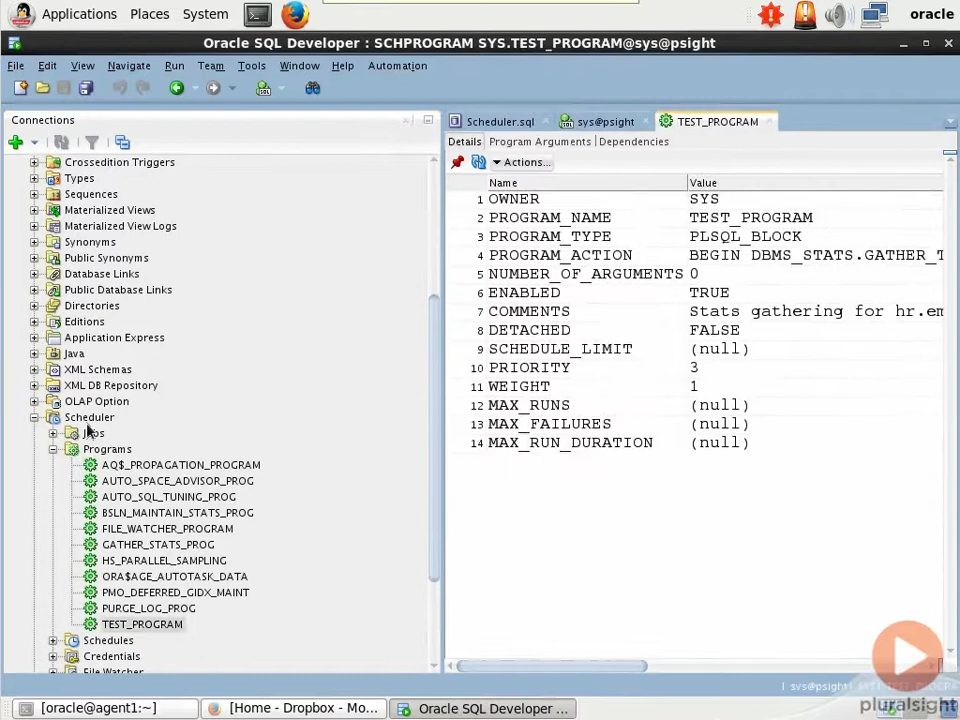 Applications Places System oracle
Oracle SQL Developer : SCHPROGRAM SYS.TEST_PROGRAM@sys@psight
File Edit View Navigate Run Team Tools Window Help Automation
Connections
Crossedition Triggers
Types
Sequences
Materialized Views
Materialized View Logs
Synonyms
Public Synonyms
Database Links
Public Database Links
Directories
Editions
Application Express
Java
XML Schemas
XML DB Repository
OLAP Option
Scheduler
Jobs
Programs
AQ$_PROPAGATION_PROGRAM
AUTO_SPACE_ADVISOR_PROG
AUTO_SQL_TUNING_PROG
BSLN_MAINTAIN_STATS_PROG
FILE_WATCHER_PROGRAM
GATHER_STATS_PROG
HS_PARALLEL_SAMPLING
ORA$AGE_AUTOTASK_DATA
PMO_DEFERRED_GIDX_MAINT
PURGE_LOG_PROG
TEST_PROGRAM
Schedules
Credentials
File Watcher
Scheduler.sql sys@psight TEST_PROGRAM
Details Program Arguments Dependencies
Actions...
Name Value
1 OWNER SYS
2 PROGRAM_NAME TEST_PROGRAM
3 PROGRAM_TYPE PLSQL_BLOCK
4 PROGRAM_ACTION BEGIN DBMS_STATS.GATHER_T
5 NUMBER_OF_ARGUMENTS 0
6 ENABLED TRUE
7 COMMENTS Stats gathering for hr.em
8 DETACHED FALSE
9 SCHEDULE_LIMIT (null)
10 PRIORITY 3
11 WEIGHT 1
12 MAX_RUNS (null)
13 MAX_FAILURES (null)
14 MAX_RUN_DURATION (null)
sys@psight
pluralsight
[oracle@agent1:~] [Home - Dropbox - Mo... Oracle SQL Developer ...